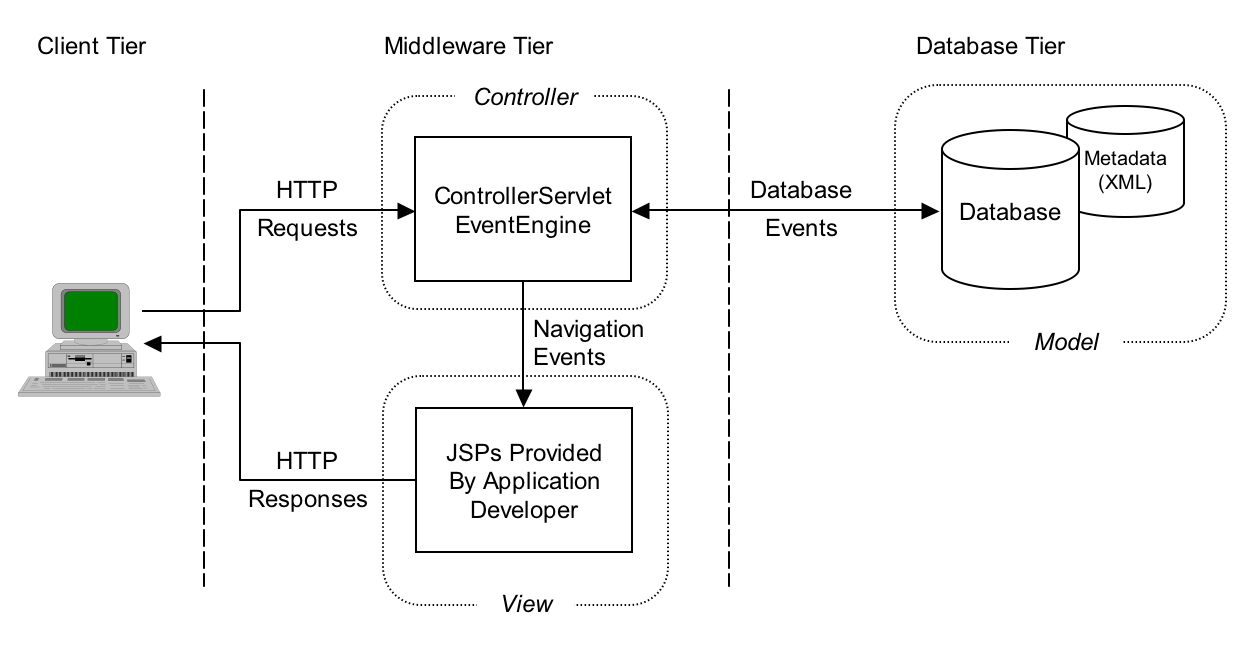 Client Tier
Middleware Tier
Database Tier
Controller
HTTP
Requests
ControllerServlet
EventEngine
Database
Events
Database
Metadata
(XML)
Model
Navigation
Events
HTTP
Responses
JSPs Provided
By Application
Developer
View